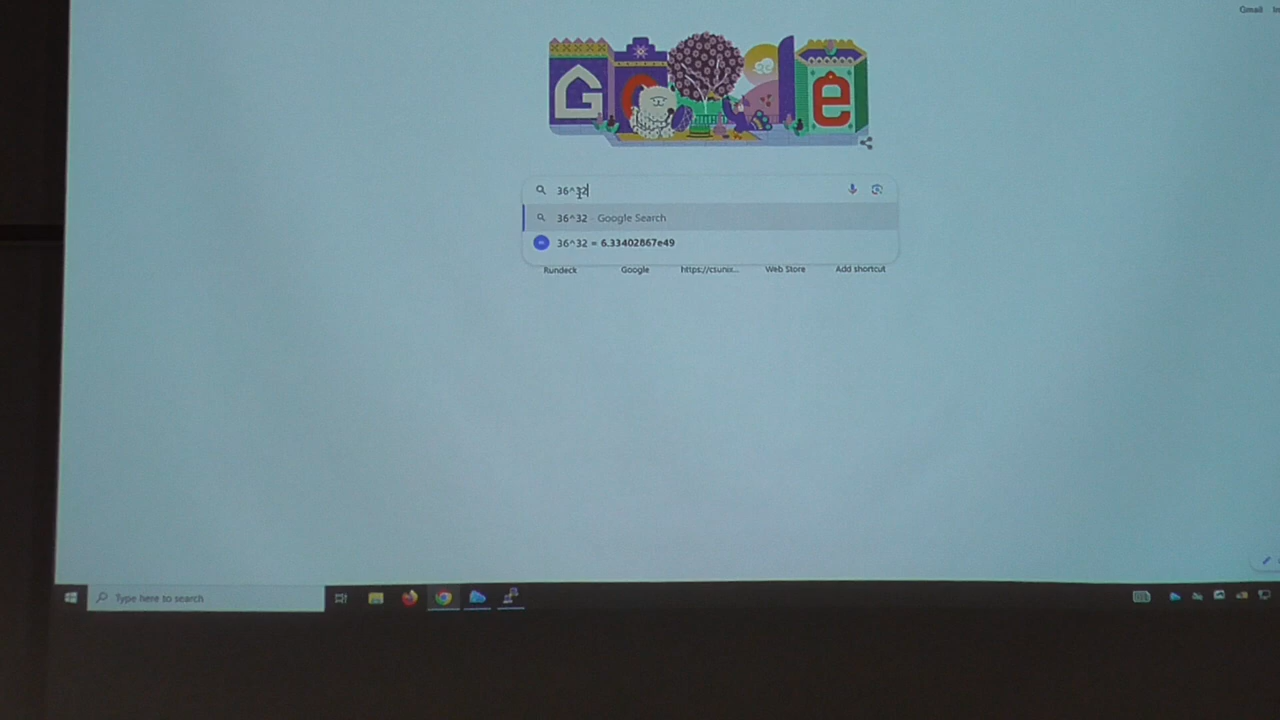 Gmail
G o e
36^32
36^32 - Google Search
36^32 = 6.33402867e49
Rundeck Google https://csunix... Web Store Add shortcut
Type here to search